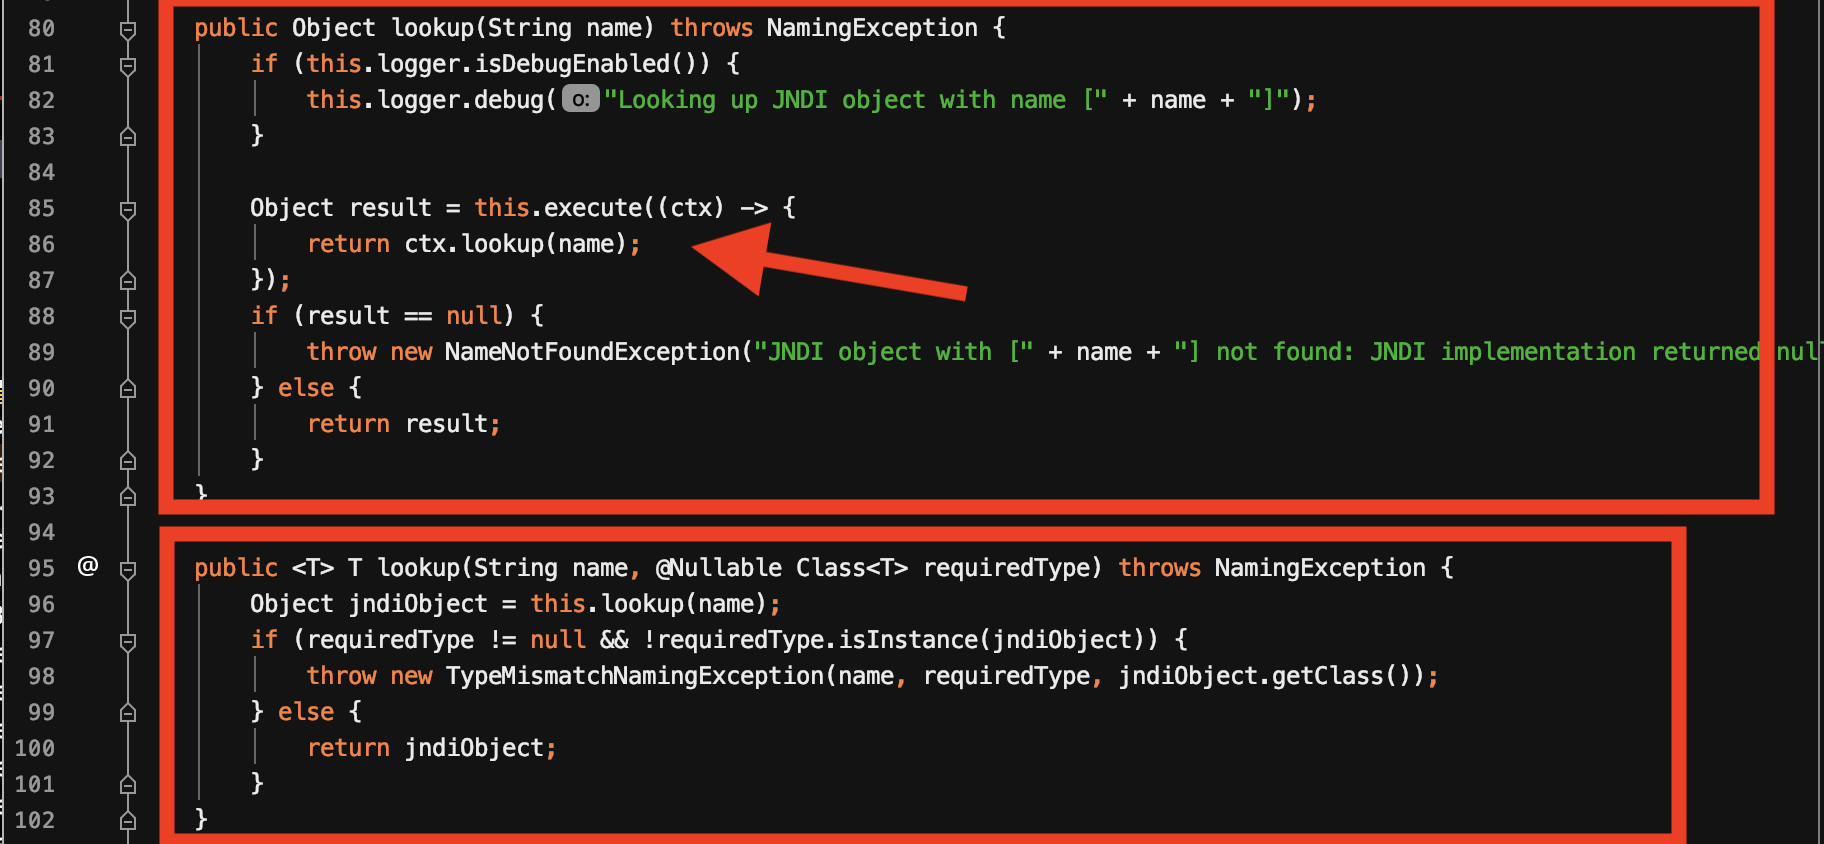 80 public Object lookup(String name) throws NamingException {
81 if (this.logger.isDebugEnabled()) {
82 this.logger.debug( o: "Looking up JNDI object with name [" + name + "]");
83 }
84
85 Object result = this.execute((ctx) -> {
86 return ctx.lookup(name);
87 });
88 if (result == null) {
89 throw new NameNotFoundException("JNDI object with [" + name + "] not found: JNDI implementation returned nul
90 } else {
91 return result;
92 }
93 }
94
95 @ public <T> T lookup(String name, @Nullable Class<T> requiredType) throws NamingException {
96 Object jndiObject = this.lookup(name);
97 if (requiredType != null && !requiredType.isInstance(jndiObject)) {
98 throw new TypeMismatchNamingException(name, requiredType, jndiObject.getClass());
99 } else {
100 return jndiObject;
101 }
102 }